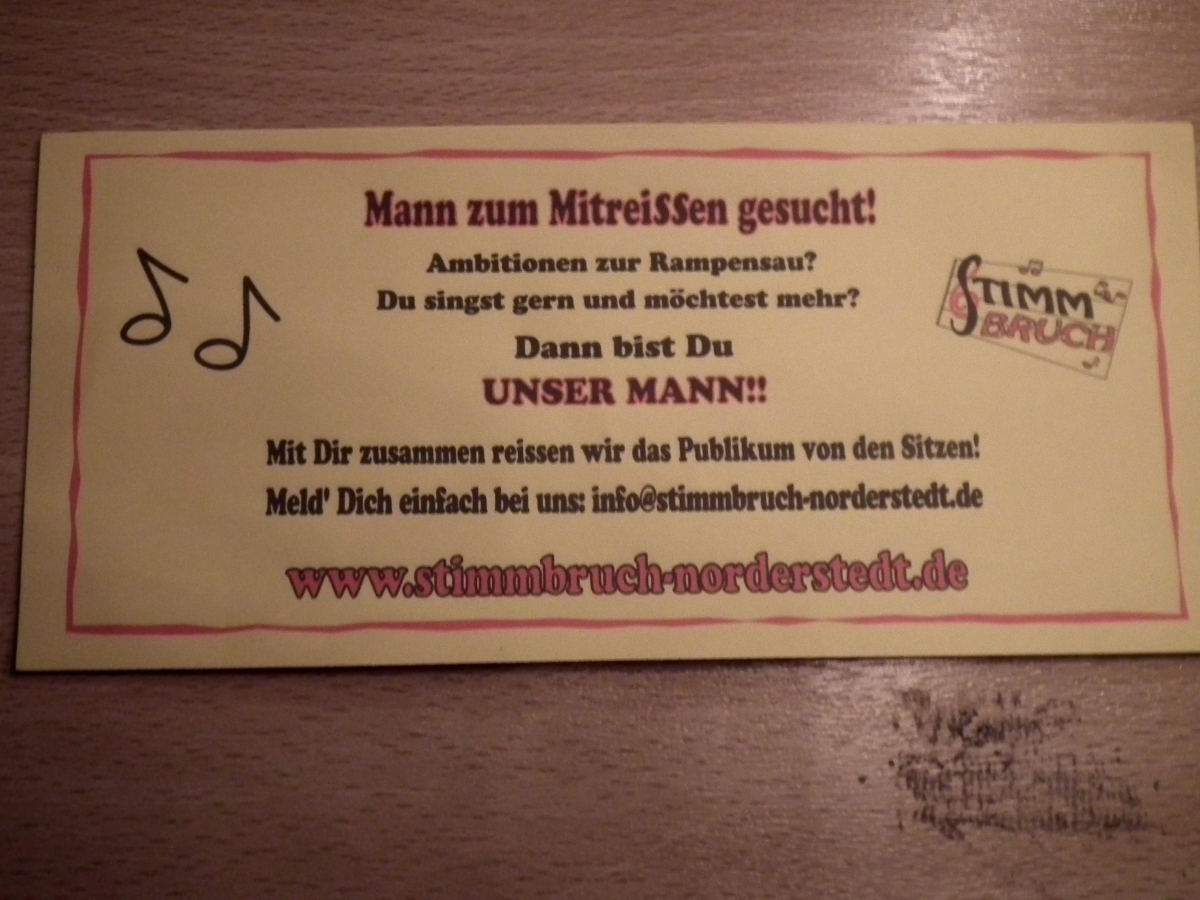 Mann zum MitreiSSen gesucht!
Ambitionen zur Rampensau?
Du singst gern und möchtest mehr?
STIMM
BRUCH
Dann bist Du
UNSER MANN!!
Mit Dir zusammen reissen wir das Publikum von den Sitzen!
Meld' Dich einfach bei uns: info@stimmbruch-norderstedt.de
www.stimmbruch-norderstedt.de